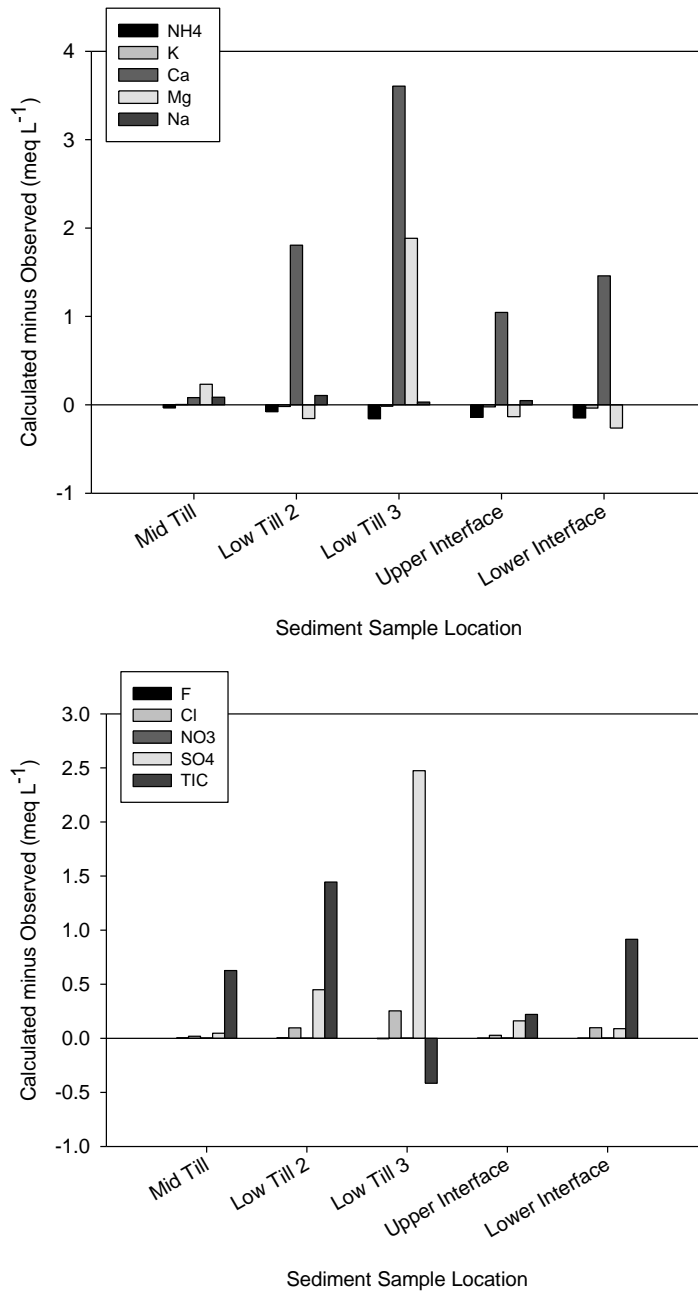 NH4
K
Ca
Mg
Na
Calculated minus Observed (meq L⁻¹)
4
3
2
1
0
-1
Mid Till
Low Till 2
Low Till 3
Upper Interface
Lower Interface
Sediment Sample Location
F
Cl
NO3
SO4
TIC
Calculated minus Observed (meq L⁻¹)
3.0
2.5
2.0
1.5
1.0
0.5
0.0
-0.5
-1.0
Mid Till
Low Till 2
Low Till 3
Upper Interface
Lower Interface
Sediment Sample Location